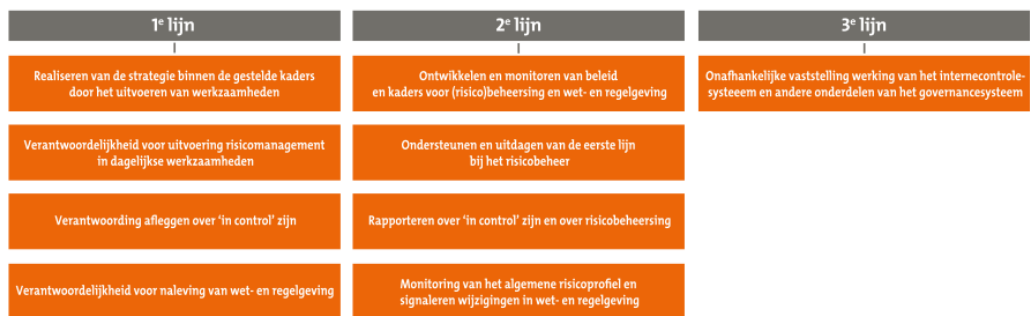 1e lijn
Realiseren van de strategie binnen de gestelde kaders
door het uitvoeren van werkzaamheden
Verantwoordelijkheid voor uitvoering risicomanagement
in dagelijkse werkzaamheden
Verantwoording afleggen over ‘in control’ zijn
Verantwoordelijkheid voor naleving van wet- en regelgeving
2e lijn
Ontwikkelen en monitoren van beleid
en kaders voor (risico)beheersing en wet- en regelgeving
Ondersteunen en uitdagen van de eerste lijn
bij het risicobeheer
Rapporteren over ‘in control’ zijn en over risicobeheersing
Monitoring van het algemene risicoprofiel en
signaleren wijzigingen in wet- en regelgeving
3e lijn
Onafhankelijke vaststelling werking van het internecontrole-
systeeem en andere onderdelen van het governancesysteem